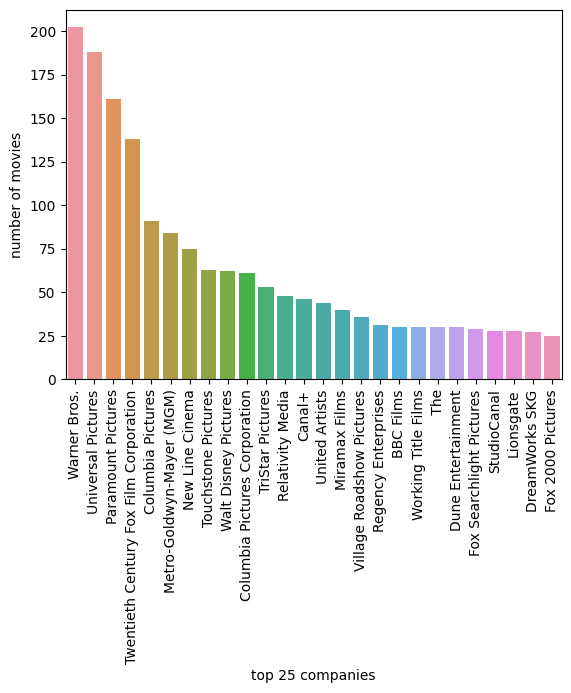 200
175
150
125
100
75
50
25
0
number of movies
Warner Bros.
Universal Pictures
Paramount Pictures
Twentieth Century Fox Film Corporation
Columbia Pictures
Metro-Goldwyn-Mayer (MGM)
New Line Cinema
Touchstone Pictures
Walt Disney Pictures
Columbia Pictures Corporation
TriStar Pictures
Relativity Media
Canal+
United Artists
Miramax Films
Village Roadshow Pictures
Regency Enterprises
BBC Films
Working Title Films
The
Dune Entertainment
Fox Searchlight Pictures
StudioCanal
Lionsgate
DreamWorks SKG
Fox 2000 Pictures
top 25 companies